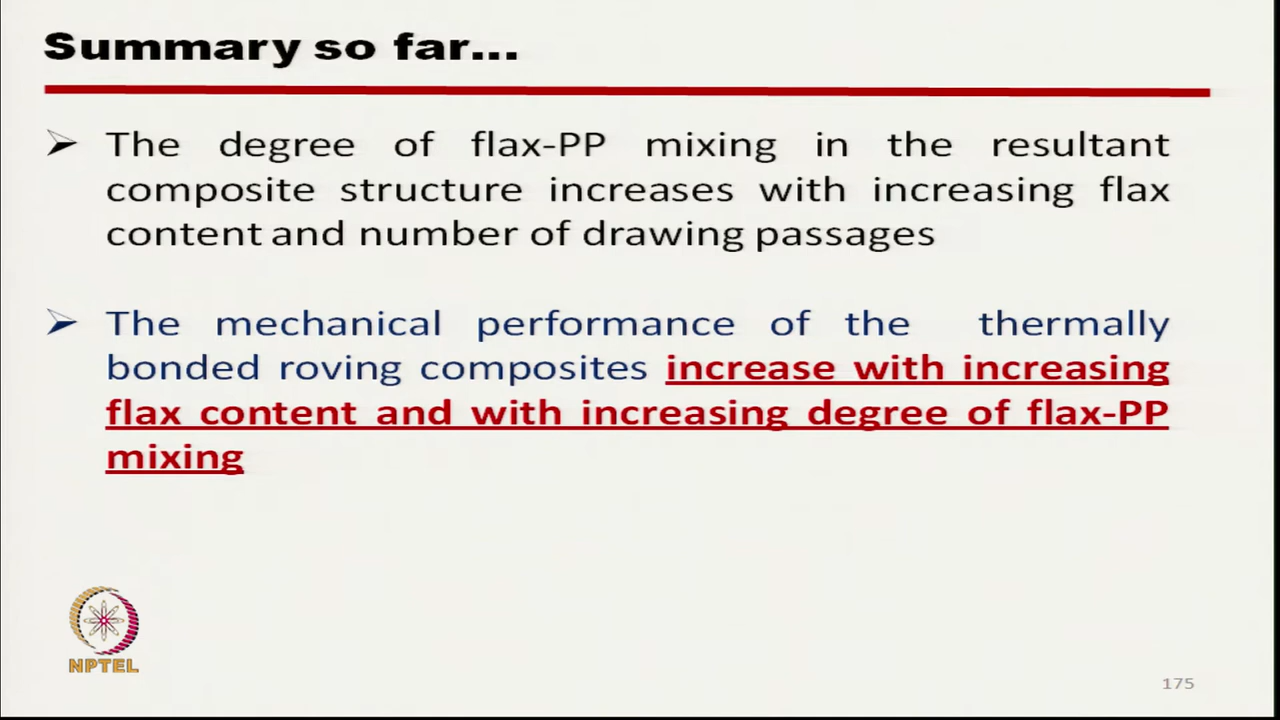 Summary so far...
The degree of flax-PP mixing in the resultant
composite structure increases with increasing flax
content and number of drawing passages
The mechanical performance of the thermally
bonded roving composites increase with increasing
flax content and with increasing degree of flax-PP
mixing
NPTEL
175